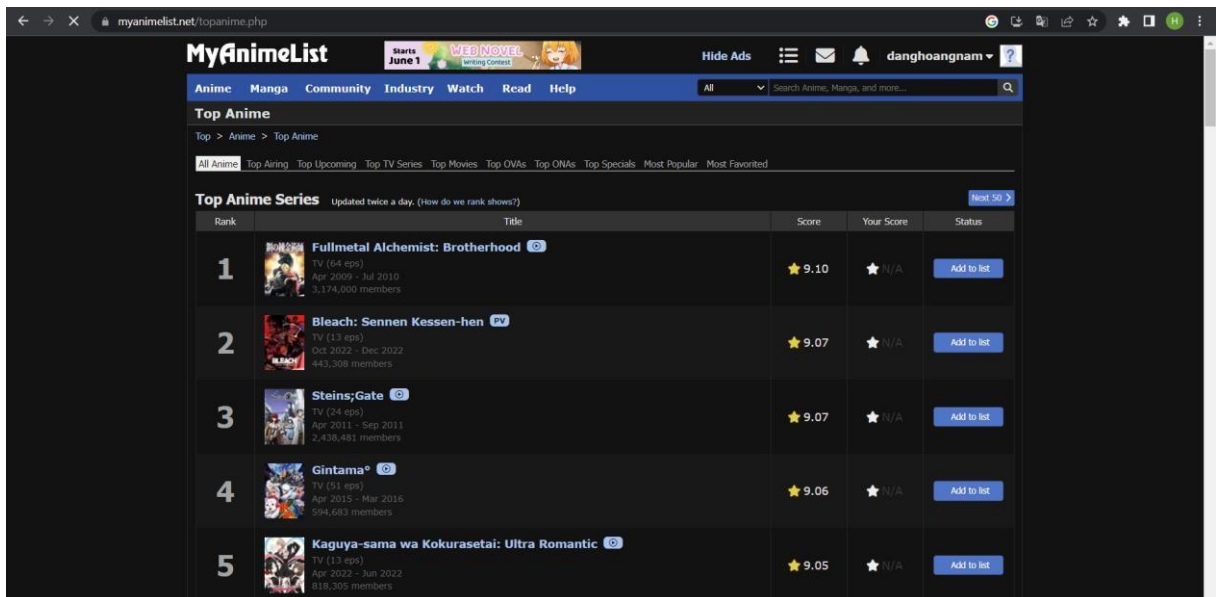 myanimelist.net/topanime.php
H
MyAnimeList
Starts
June 1
WEB NOVEL
Writing Contest
Hide Ads
danghoangnam
?
Anime Manga Community Industry Watch Read Help
All
Search Anime, Manga, and more...
Top Anime
Top > Anime > Top Anime
All Anime Top Airing Top Upcoming Top TV Series Top Movies Top OVAs Top ONAs Top Specials Most Popular Most Favorited
Top Anime Series Updated twice a day. (How do we rank shows?)
Next 50 >
Rank Title Score Your Score Status
1
Fullmetal Alchemist: Brotherhood
TV (64 eps)
Apr 2009 - Jul 2010
3,174,000 members
9.10 N/A Add to list
2
Bleach: Sennen Kessen-hen PV
TV (13 eps)
Oct 2022 - Dec 2022
443,308 members
BLEACH
9.07 N/A Add to list
3
Steins;Gate
TV (24 eps)
Apr 2011 - Sep 2011
2,438,481 members
9.07 N/A Add to list
4
Gintama°
TV (51 eps)
Apr 2015 - Mar 2016
594,683 members
9.06 N/A Add to list
5
Kaguya-sama wa Kokurasetai: Ultra Romantic
TV (13 eps)
Apr 2022 - Jun 2022
818,305 members
9.05 N/A Add to list